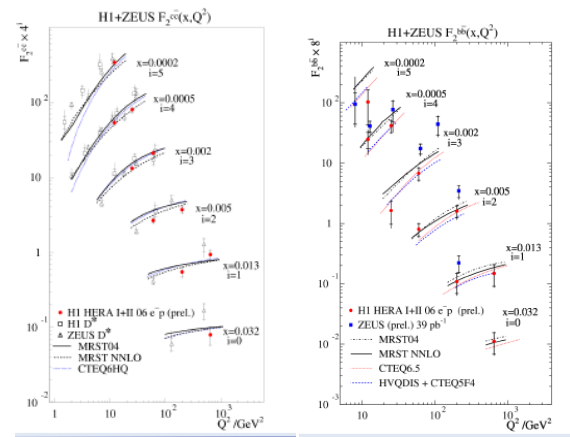 H1+ZEUS F₂ᶜᶜ̄(x,Q²)
F₂ᶜᶜ̄ × 4ⁱ
x=0.0002
i=5
x=0.0005
i=4
x=0.002
i=3
x=0.005
i=2
x=0.013
i=1
x=0.032
i=0
10²
10
1
10⁻¹
10⁻²
H1 HERA I+II 06 e⁻p (prel.)
H1 D*
ZEUS D*
MRST04
MRST NNLO
CTEQ6HQ
1 10 10² 10³
Q² /GeV²
H1+ZEUS F₂ᵇᵇ̄(x,Q²)
F₂ᵇᵇ̄ × 8ⁱ
x=0.0002
i=5
x=0.0005
i=4
x=0.002
i=3
x=0.005
i=2
x=0.013
i=1
x=0.032
i=0
10³
10²
10
1
10⁻¹
10⁻²
10⁻³
H1 HERA I+II 06 e⁻p (prel.)
ZEUS (prel.) 39 pb⁻¹
MRST04
MRST NNLO
CTEQ6.5
HVQDIS + CTEQ5F4
10 10² 10³
Q² /GeV²